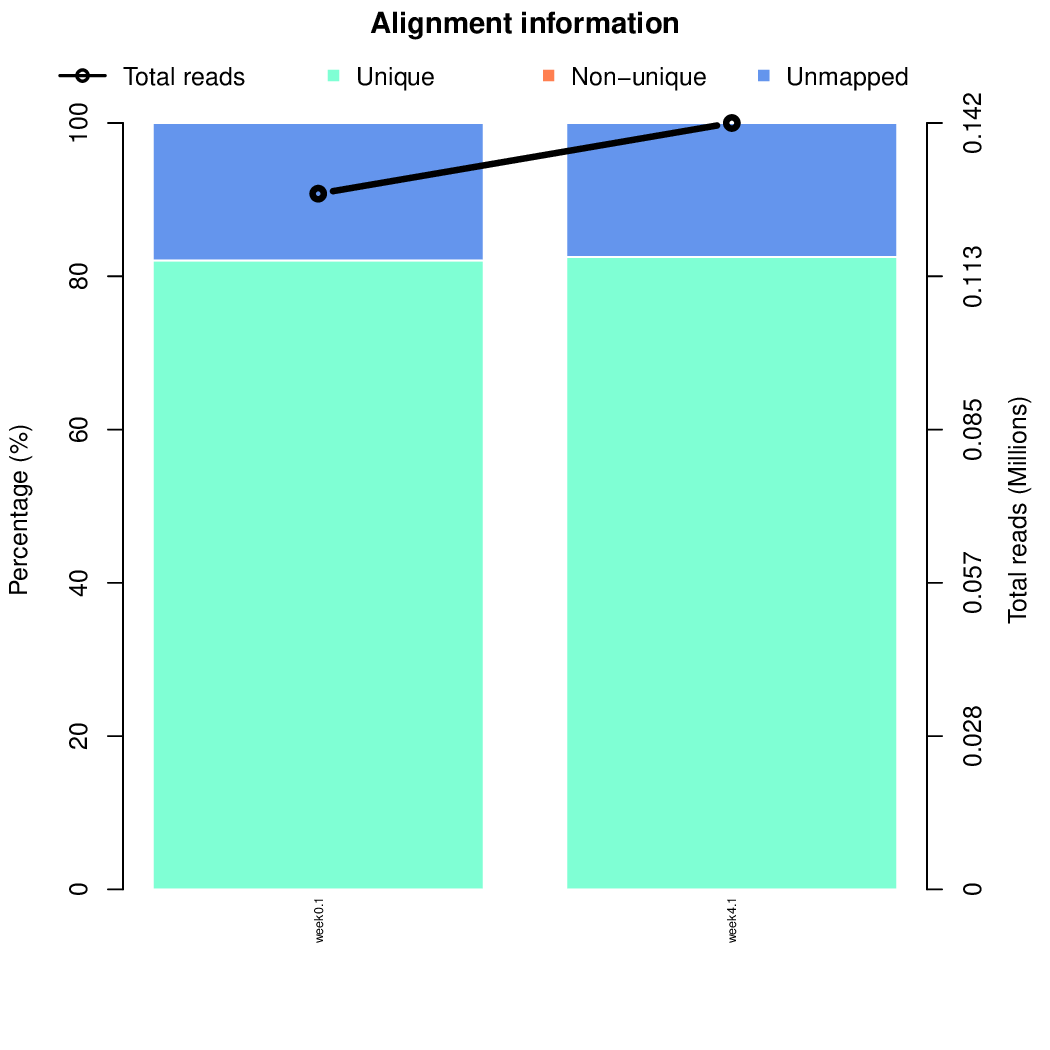 Alignment information
Total reads
Unique
Non−unique
Unmapped
Percentage (%)
0
20
40
60
80
100
week0.1
week4.1
0
0.028
0.057
0.085
0.113
0.142
Total reads (Millions)